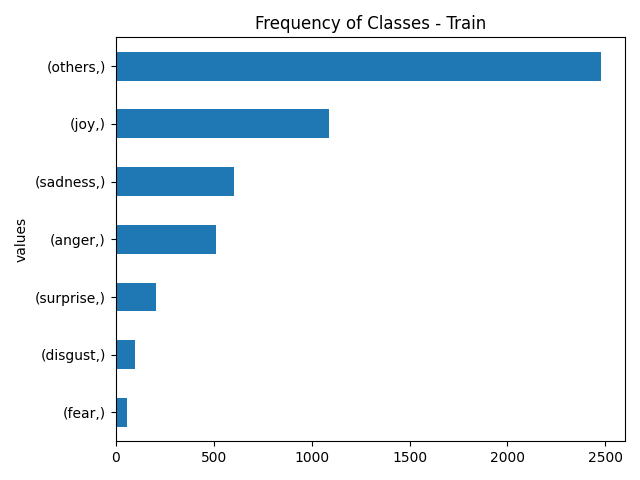 Frequency of Classes - Train
values
(others,)
(joy,)
(sadness,)
(anger,)
(surprise,)
(disgust,)
(fear,)
0 500 1000 1500 2000 2500